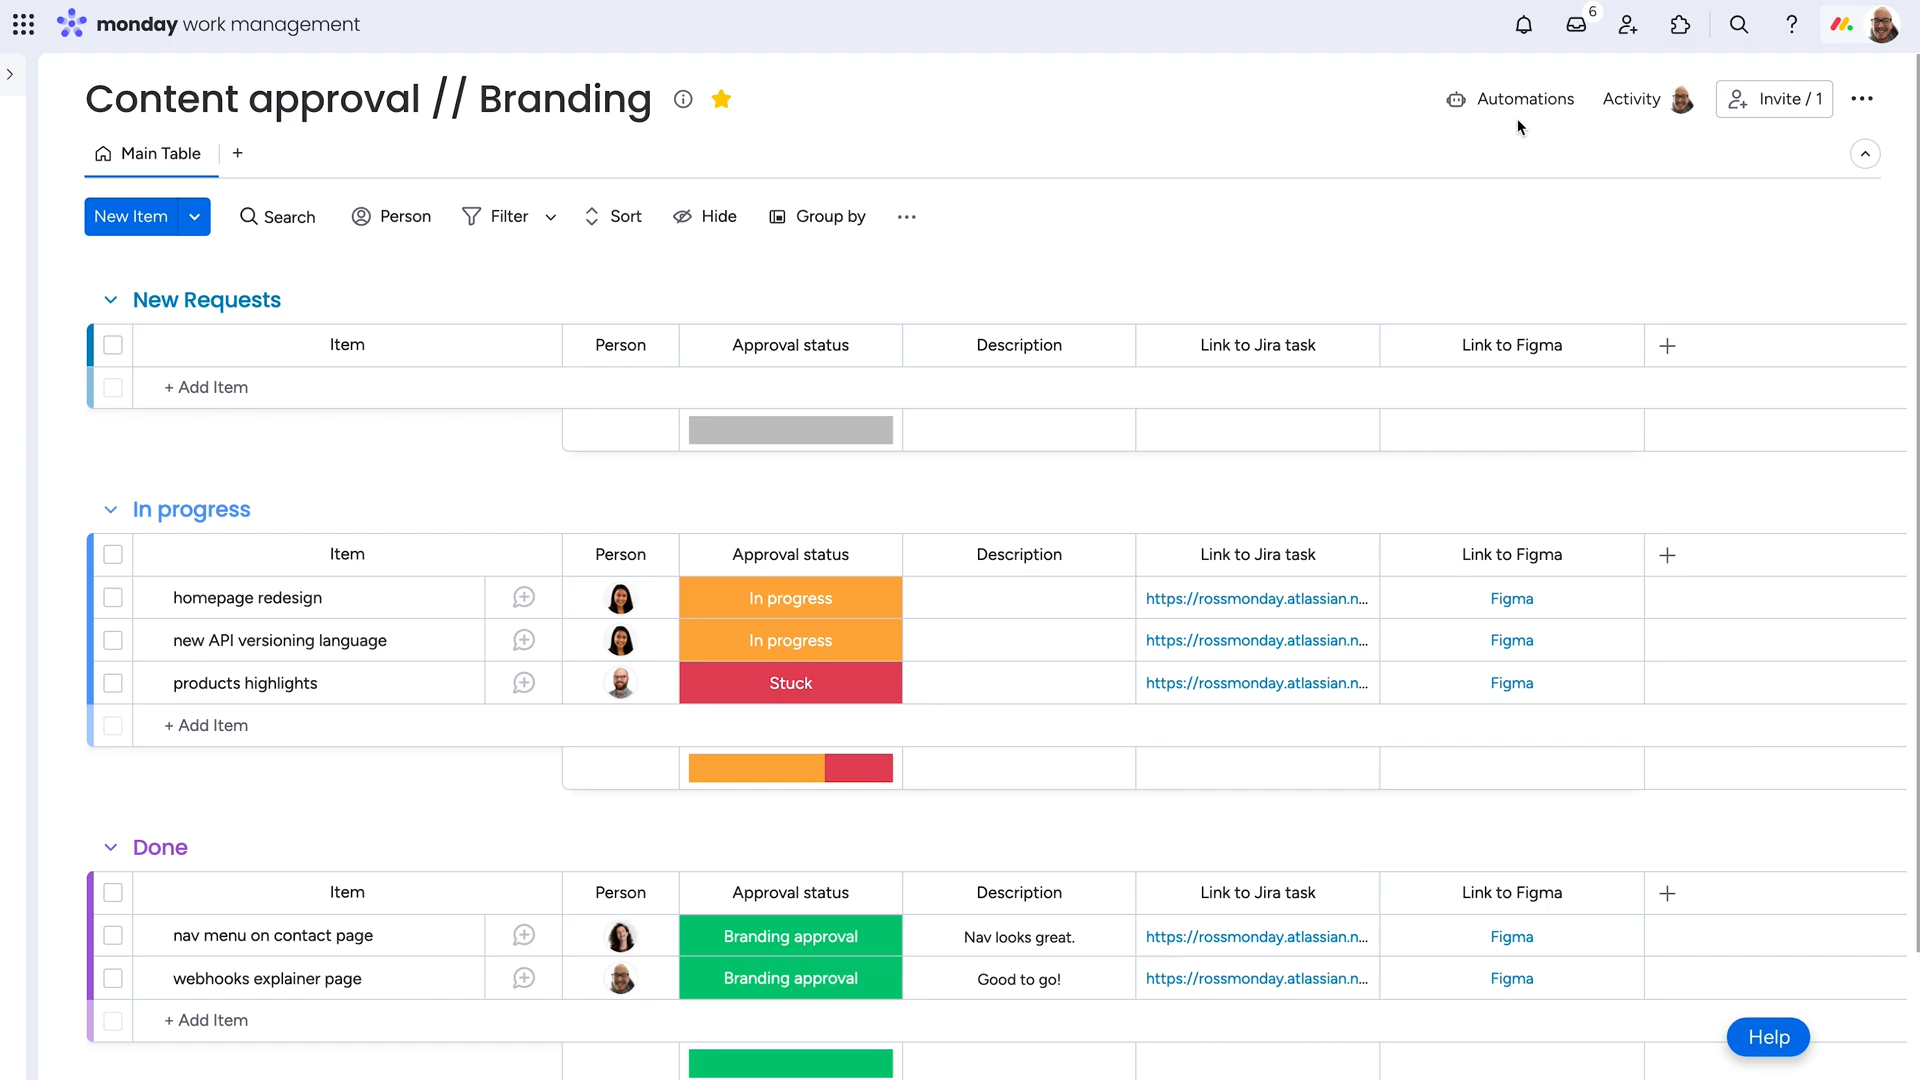 monday work management
6
Content approval // Branding
Automations
Activity
Invite / 1
Main Table
New Item
Search
Person
Filter
Sort
Hide
Group by
New Requests
Item Person Approval status Description Link to Jira task Link to Figma
+ Add Item
In progress
Item Person Approval status Description Link to Jira task Link to Figma
homepage redesign In progress https://rossmonday.atlassian.n... Figma
new API versioning language In progress https://rossmonday.atlassian.n... Figma
products highlights Stuck https://rossmonday.atlassian.n... Figma
+ Add Item
Done
Item Person Approval status Description Link to Jira task Link to Figma
nav menu on contact page Branding approval Nav looks great. https://rossmonday.atlassian.n... Figma
webhooks explainer page Branding approval Good to go! https://rossmonday.atlassian.n... Figma
+ Add Item
Help